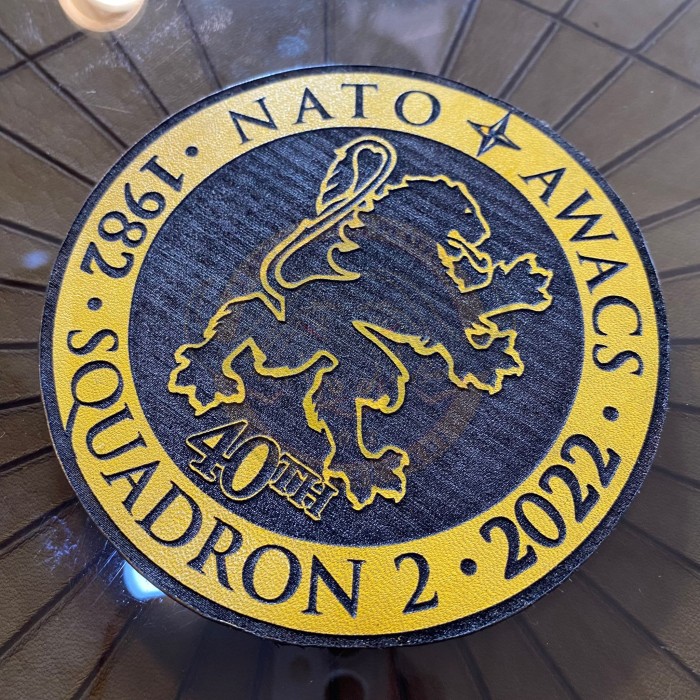 NATO AWACS
1982 • SQUADRON 2 • 2022
40TH